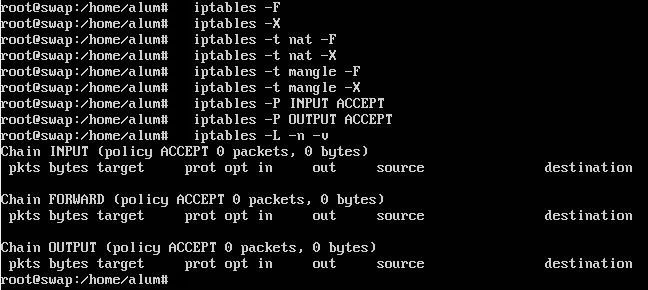 root@swap:/home/alum# iptables -F
root@swap:/home/alum# iptables -X
root@swap:/home/alum# iptables -t nat -F
root@swap:/home/alum# iptables -t nat -X
root@swap:/home/alum# iptables -t mangle -F
root@swap:/home/alum# iptables -t mangle -X
root@swap:/home/alum# iptables -P INPUT ACCEPT
root@swap:/home/alum# iptables -P OUTPUT ACCEPT
root@swap:/home/alum# iptables -L -n -v
Chain INPUT (policy ACCEPT 0 packets, 0 bytes)
pkts bytes target prot opt in out source destination
Chain FORWARD (policy ACCEPT 0 packets, 0 bytes)
pkts bytes target prot opt in out source destination
Chain OUTPUT (policy ACCEPT 0 packets, 0 bytes)
pkts bytes target prot opt in out source destination
root@swap:/home/alum#